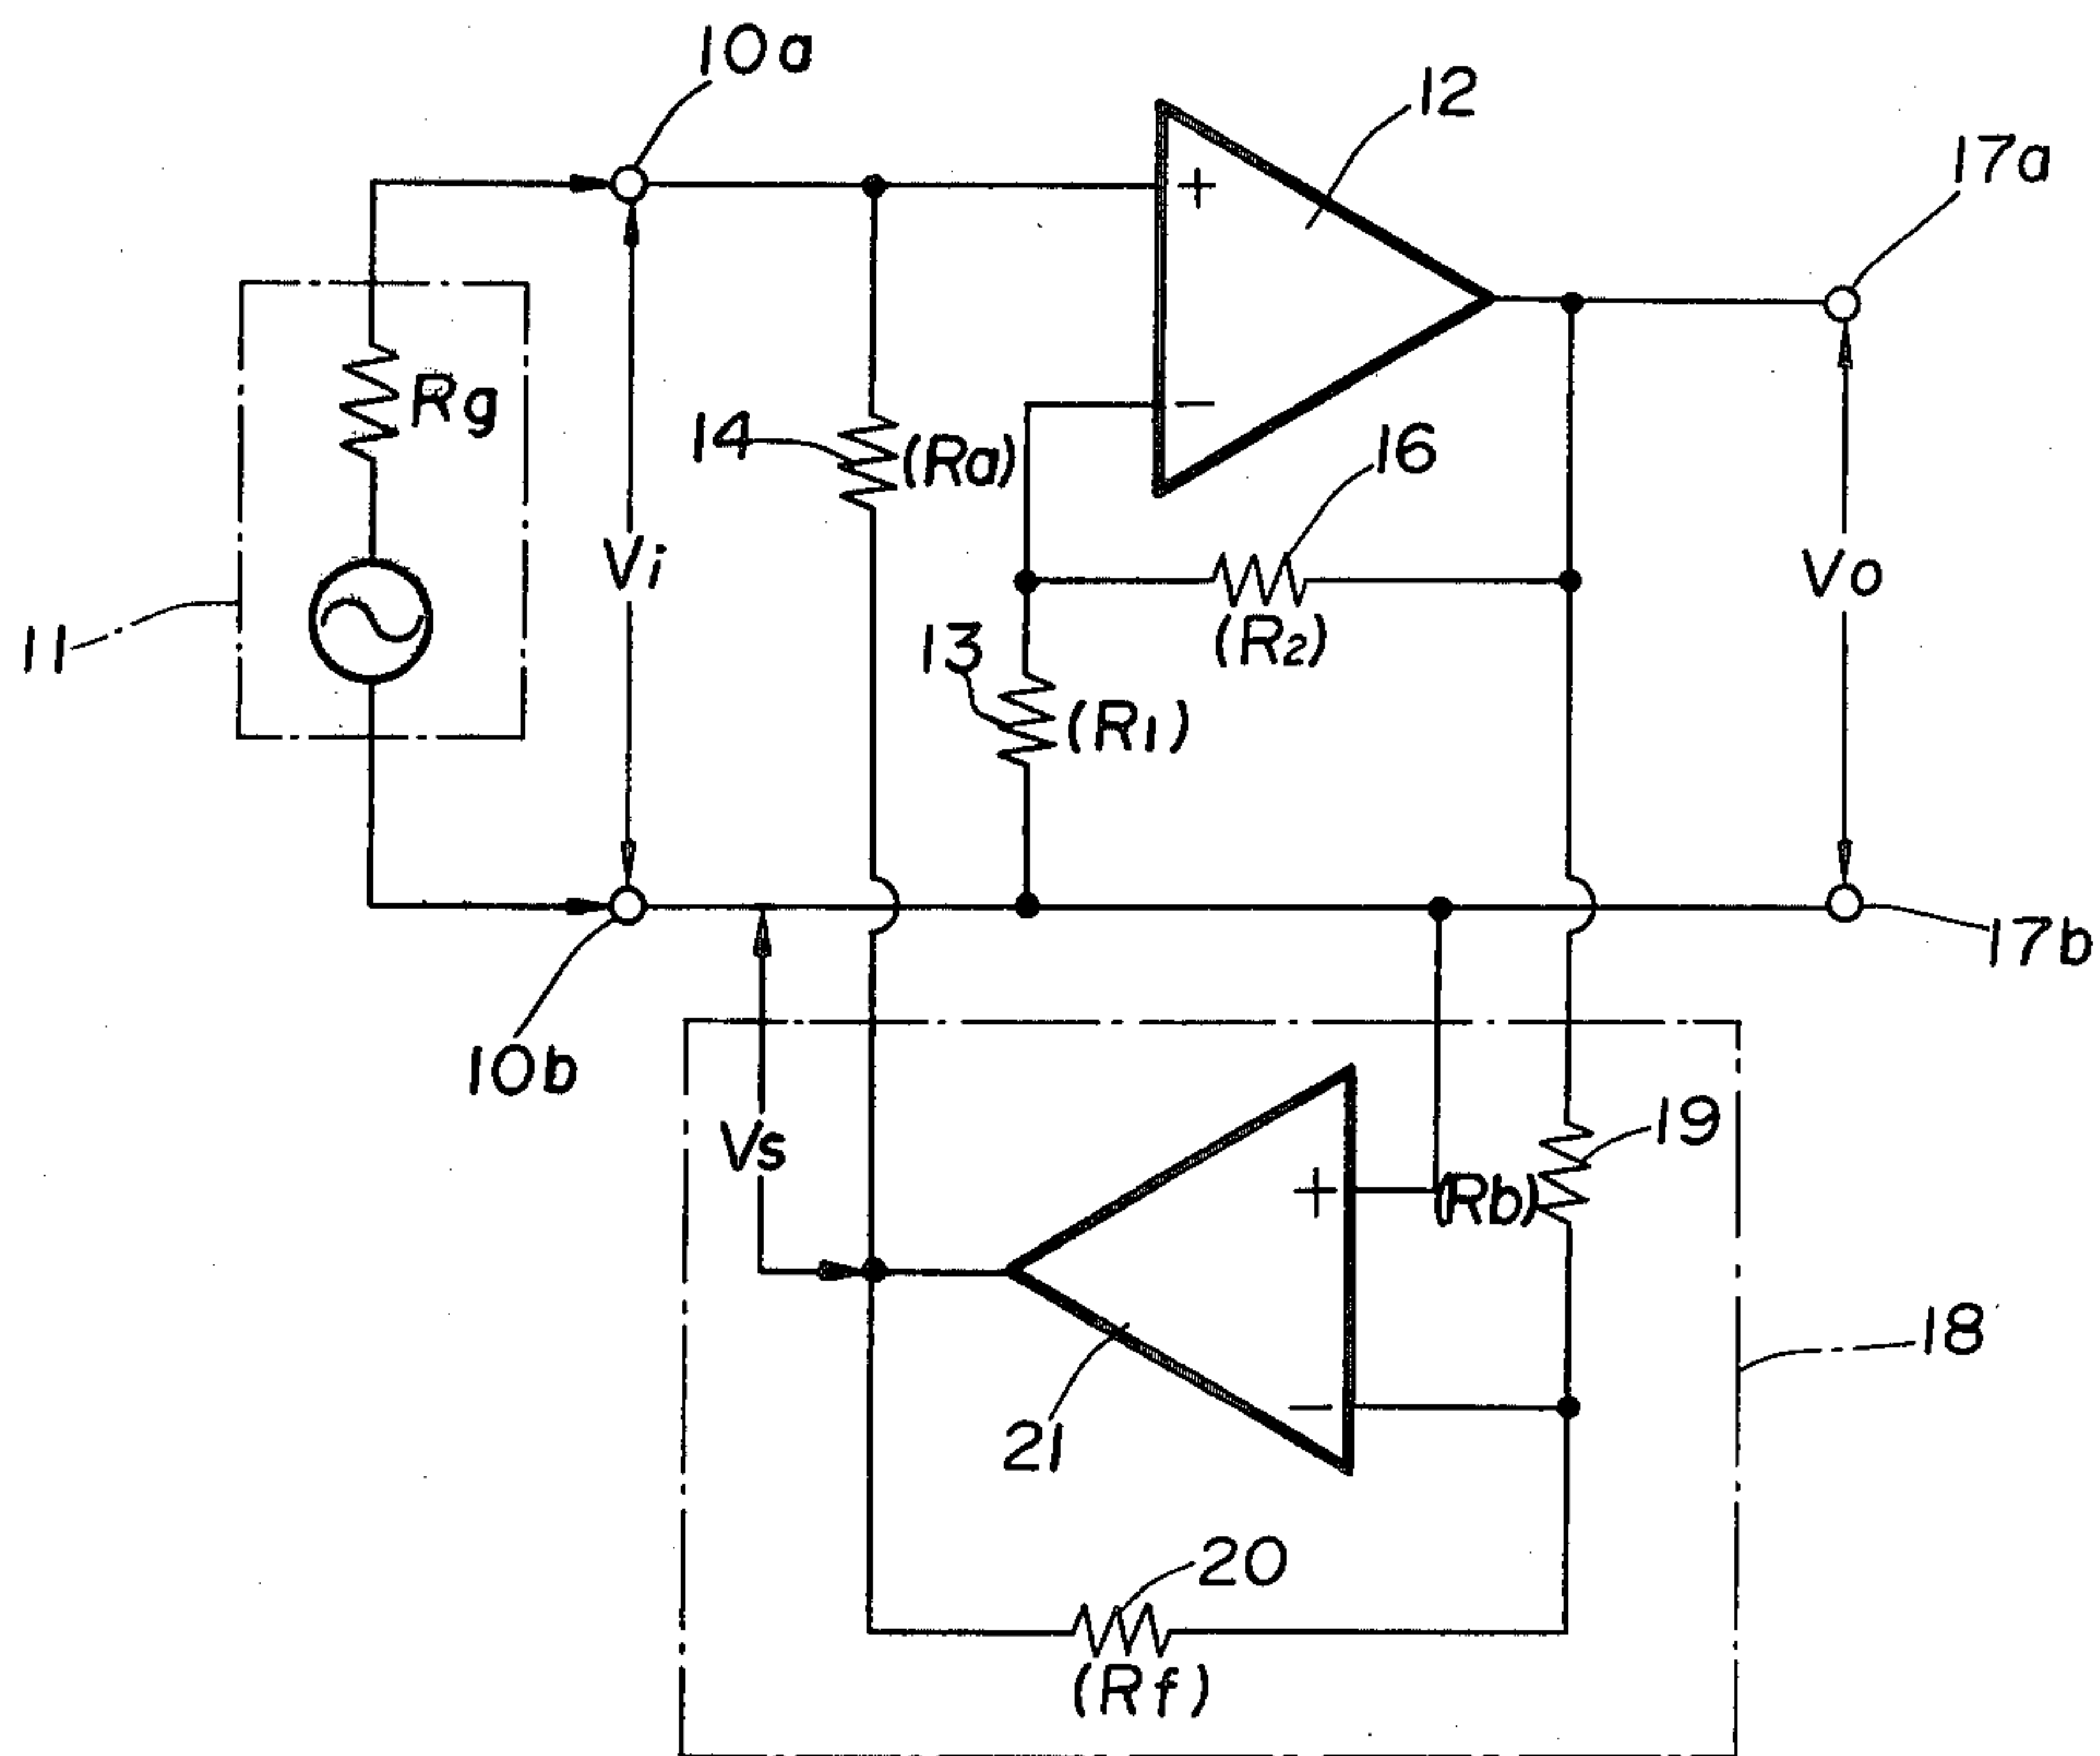 10a
12
17a
+
Rg
−
14
(Ra)
16
Vi
Vo
(R2)
11
13
(R1)
17b
10b
19
Vs
+
(Rb)
18
−
21
20
(Rf)